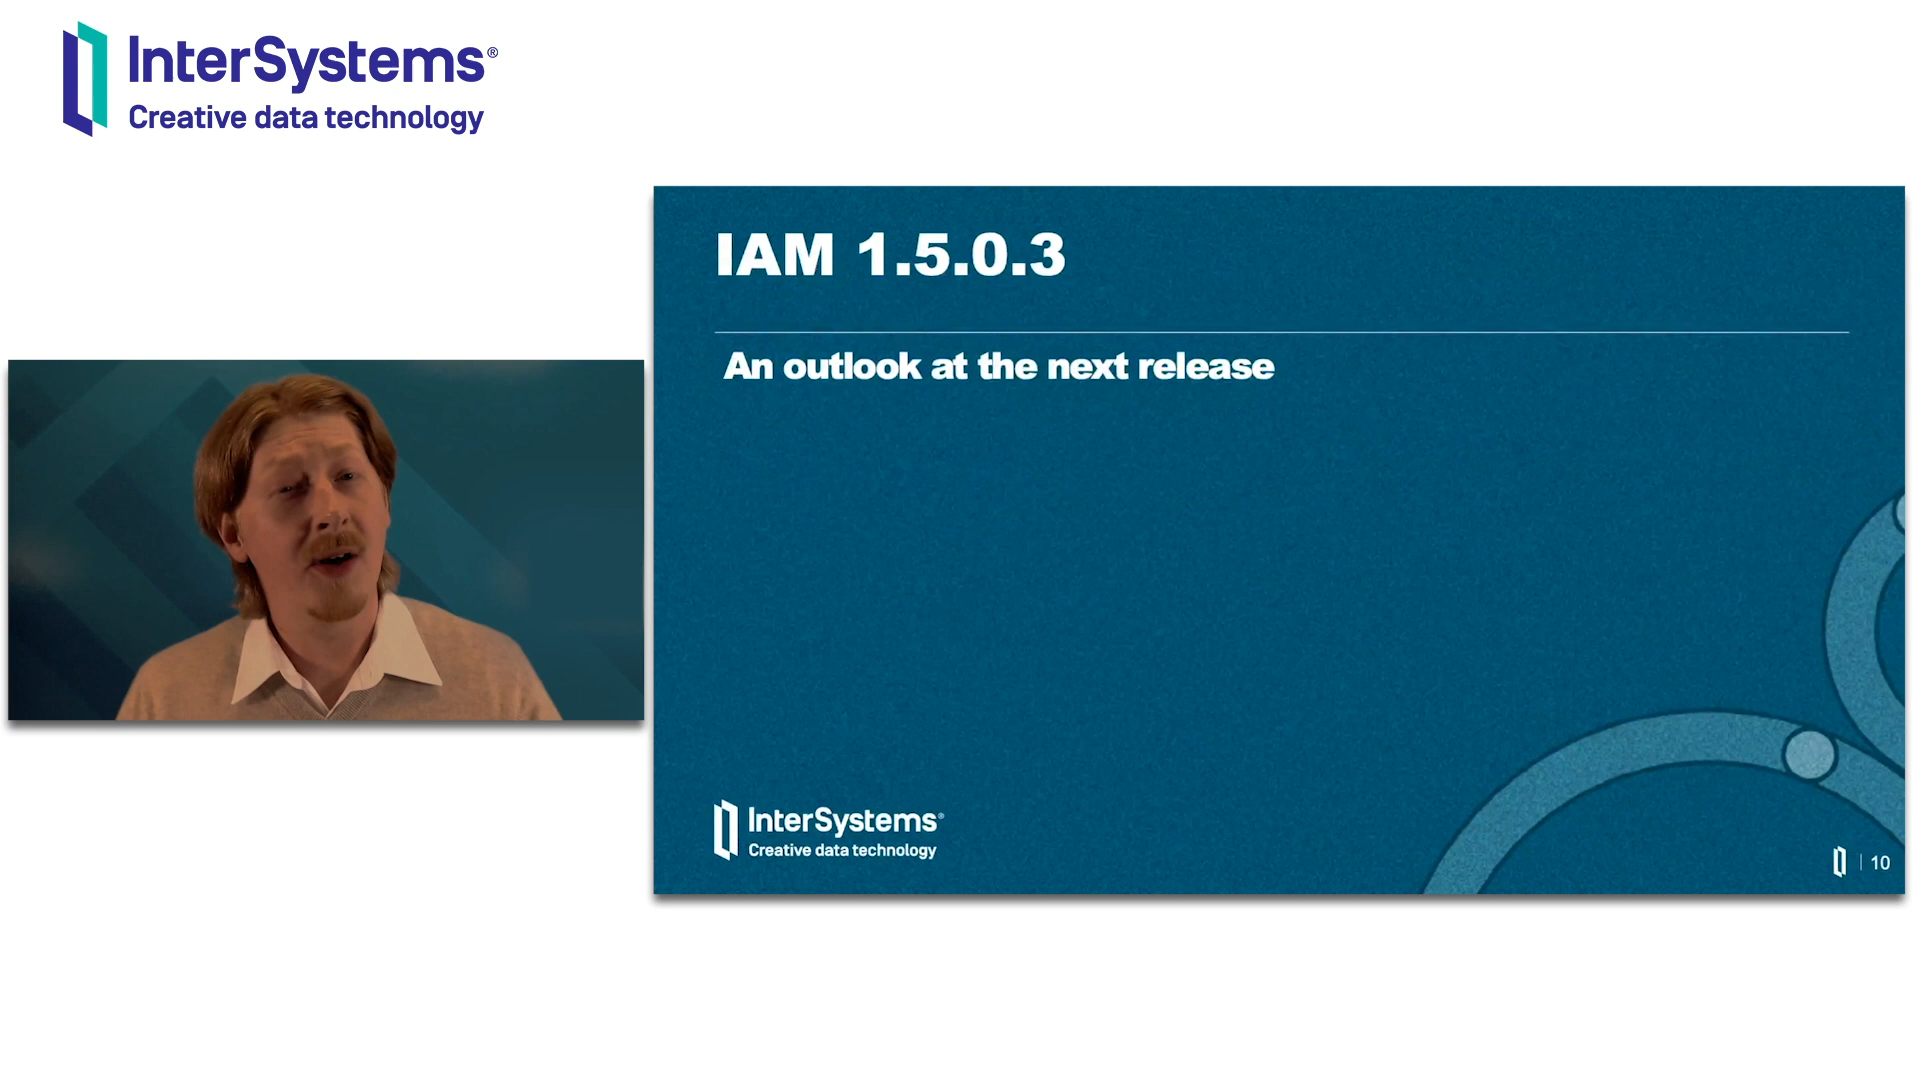 InterSystems®
Creative data technology
IAM 1.5.0.3
An outlook at the next release
InterSystems®
Creative data technology
10